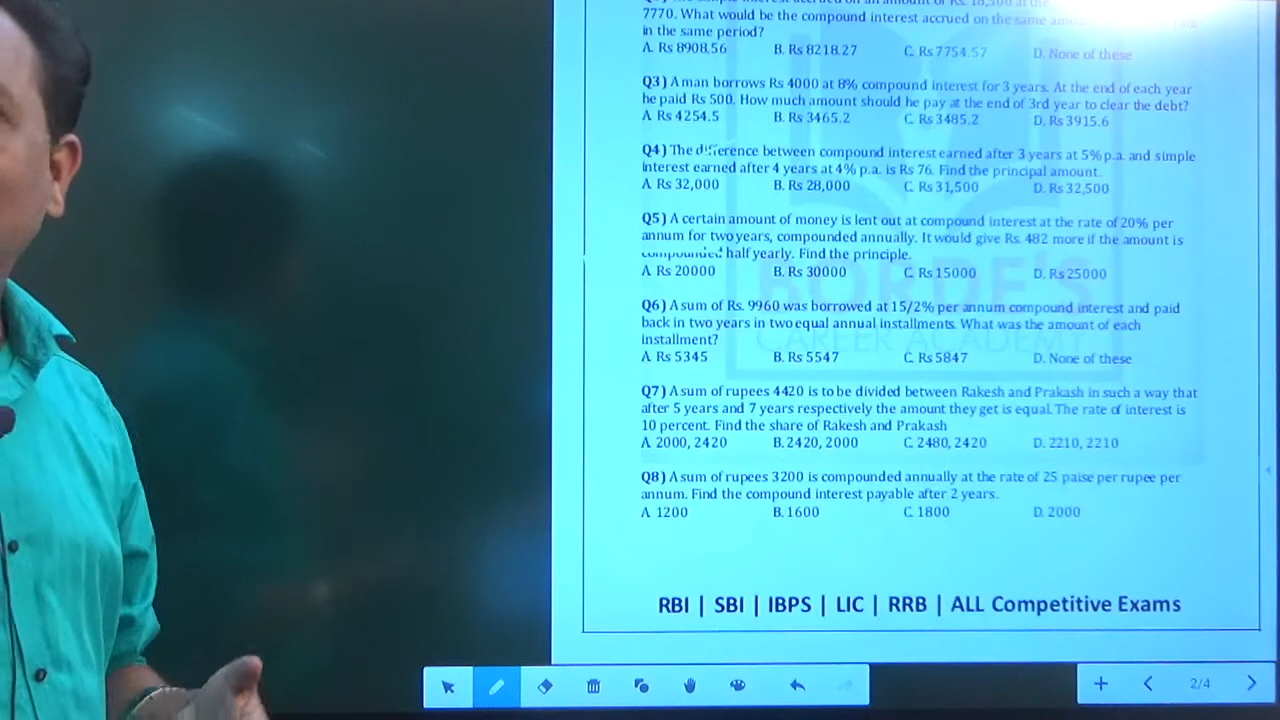 7770. What would be the compound interest accrued on the same
in the same period?
A. Rs 8908.56 B. Rs 8218.27 C. Rs 7754.57 D. None of these
Q3) A man borrows Rs 4000 at 8% compound interest for 3 years. At the end of each year
he paid Rs 500. How much amount should he pay at the end of 3rd year to clear the debt?
A. Rs 4254.5 B. Rs 3465.2 C. Rs 3485.2 D. Rs 3915.6
Q4) The difference between compound interest earned after 3 years at 5% p.a. and simple
interest earned after 4 years at 4% p.a. is Rs 76. Find the principal amount.
A. Rs 32,000 B. Rs 28,000 C. Rs 31,500 D. Rs 32,500
Q5) A certain amount of money is lent out at compound interest at the rate of 20% per
annum for two years, compounded annually. It would give Rs. 482 more if the amount is
compounded half yearly. Find the principle.
A. Rs 20000 B. Rs 30000 C. Rs 15000 D. Rs 25000
BORDE'S
CAREER ACADEMY
Q6) A sum of Rs. 9960 was borrowed at 15/2% per annum compound interest and paid
back in two years in two equal annual installments. What was the amount of each
installment?
A. Rs 5345 B. Rs 5547 C. Rs 5847 D. None of these
Q7) A sum of rupees 4420 is to be divided between Rakesh and Prakash in such a way that
after 5 years and 7 years respectively the amount they get is equal. The rate of interest is
10 percent. Find the share of Rakesh and Prakash
A. 2000, 2420 B. 2420, 2000 C. 2480, 2420 D. 2210, 2210
Q8) A sum of rupees 3200 is compounded annually at the rate of 25 paise per rupee per
annum. Find the compound interest payable after 2 years.
A. 1200 B. 1600 C. 1800 D. 2000
RBI | SBI | IBPS | LIC | RRB | ALL Competitive Exams
2/4